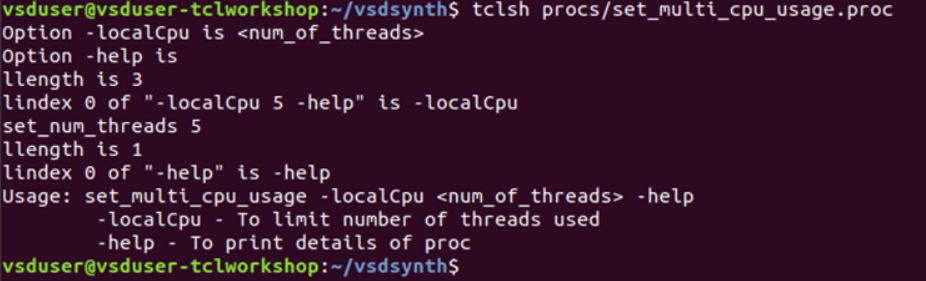 vsduser@vsduser-tclworkshop:~/vsdsynth$ tclsh procs/set_multi_cpu_usage.proc
Option -localCpu is <num_of_threads>
Option -help is
llength is 3
lindex 0 of "-localCpu 5 -help" is -localCpu
set_num_threads 5
llength is 1
lindex 0 of "-help" is -help
Usage: set_multi_cpu_usage -localCpu <num_of_threads> -help
        -localCpu - To limit number of threads used
        -help - To print details of proc
vsduser@vsduser-tclworkshop:~/vsdsynth$